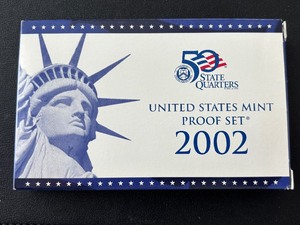 50
STATE
QUARTERS
UNITED STATES MINT
PROOF SET®
2002